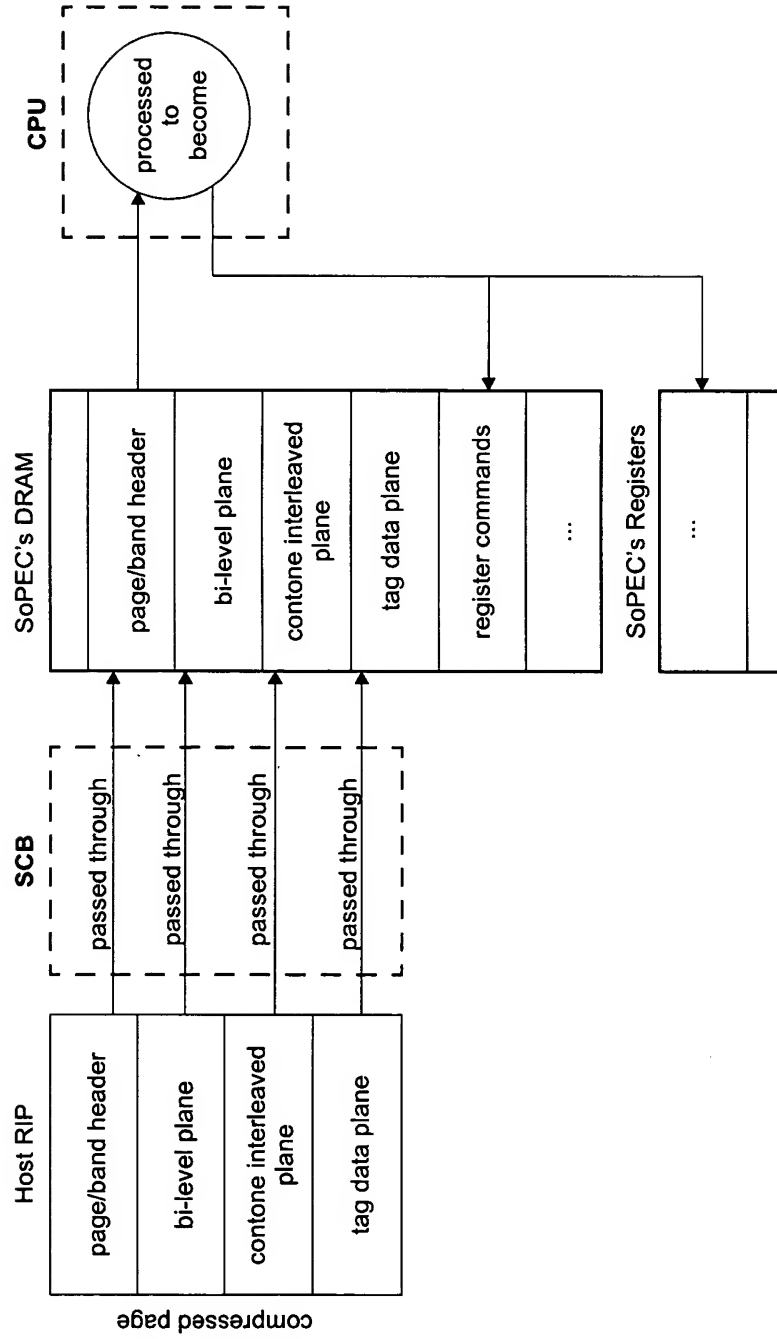 Host RIP
compressed page
page/band header
bi-level plane
contone interleaved
plane
tag data plane
SCB
passed through
passed through
passed through
passed through
SoPEC's DRAM
page/band header
bi-level plane
contone interleaved
plane
tag data plane
register commands
...
SoPEC's Registers
...
CPU
processed
to
become